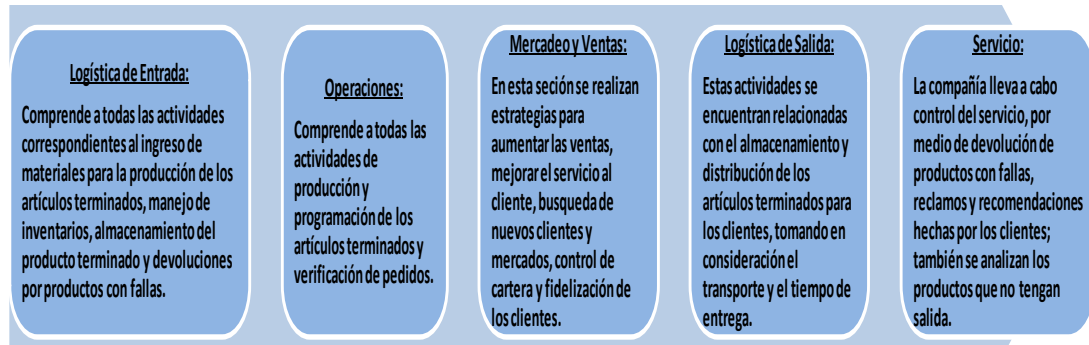 Logística de Entrada:
Comprende a todas las actividades
correspondientes al ingreso de
materiales para la producción de los
artículos terminados, manejo de
inventarios, almacenamiento del
producto terminado y devoluciones
por productos con fallas.
Operaciones:
Comprende a todas las
actividades de
producción y
programación de los
artículos terminados y
verificación de pedidos.
Mercadeo y Ventas:
En esta seción se realizan
estrategias para
aumentar las ventas,
mejorar el servicio al
cliente, busqueda de
nuevos clientes y
mercados, control de
cartera y fidelización de
los clientes.
Logística de Salida:
Estas actividades se
encuentran relacionadas
con el almacenamiento y
distribución de los
artículos terminados para
los clientes, tomando en
consideración el
transporte y el tiempo de
entrega.
Servicio:
La compañía lleva a cabo
control del servicio, por
medio de devolución de
productos con fallas,
reclamos y recomendaciones
hechas por los clientes;
también se analizan los
productos que no tengan
salida.